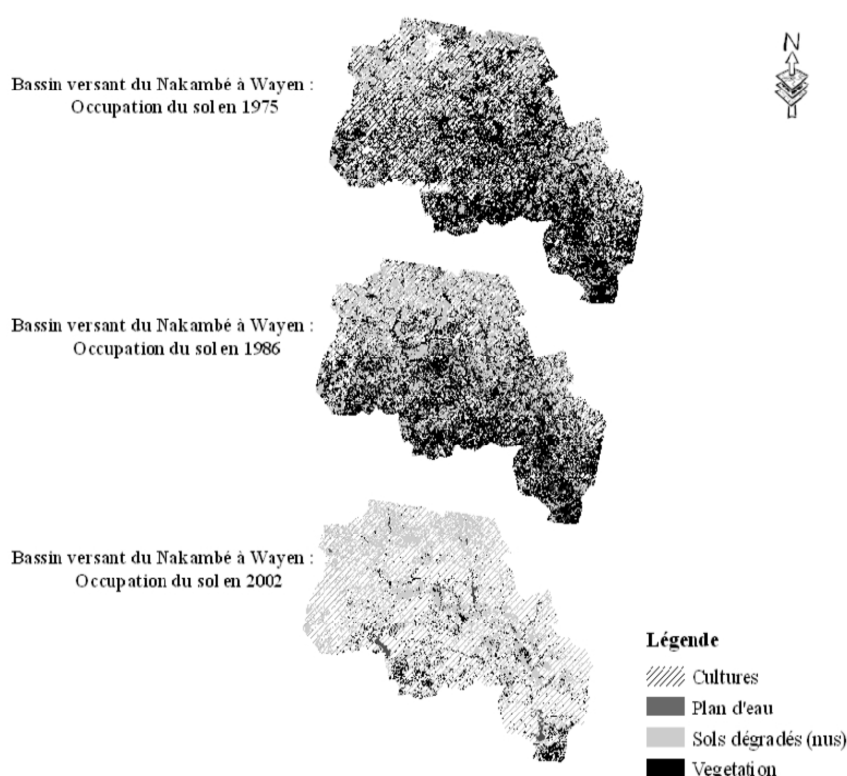 N
Bassin versant du Nakambé à Wayen :
Occupation du sol en 1975
Bassin versant du Nakambé à Wayen :
Occupation du sol en 1986
Bassin versant du Nakambé à Wayen :
Occupation du sol en 2002
Légende
Cultures
Plan d'eau
Sols dégradés (nus)
Vegetation